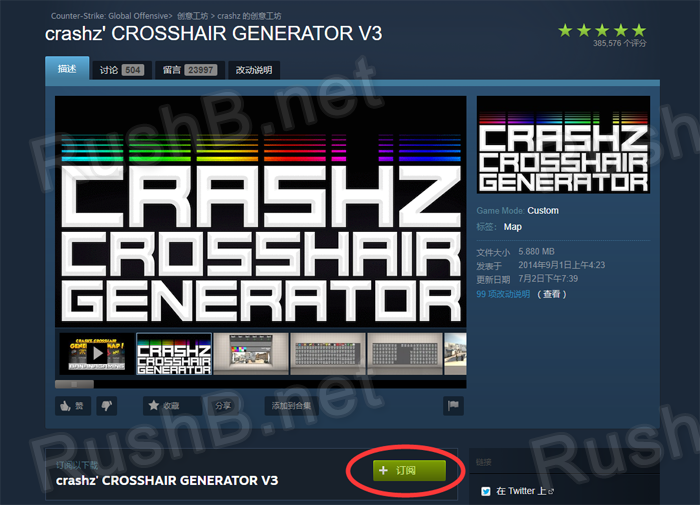 Counter-Strike: Global Offensive > 创意工坊 > crashz 的创意工坊
crashz' CROSSHAIR GENERATOR V3
385,576 个评分
描述
讨论 504
留言 23997
改动说明
CRASHZ
CROSSHAIR
GENERATOR
CRASHZ
CROSSHAIR
GENERATOR
Game Mode: Custom
标签: Map
文件大小 5.880 MB
发表于 2014年9月1日上午4:23
更新日期 7月2日下午7:39
99 项改动说明 （查看）
CRASHZ
CROSSHAIR
GENERATOR
赞
收藏
分享
添加到合集
订阅以下载
crashz' CROSSHAIR GENERATOR V3
订阅
链接
在 Twitter 上
RushB.net
RushB.net